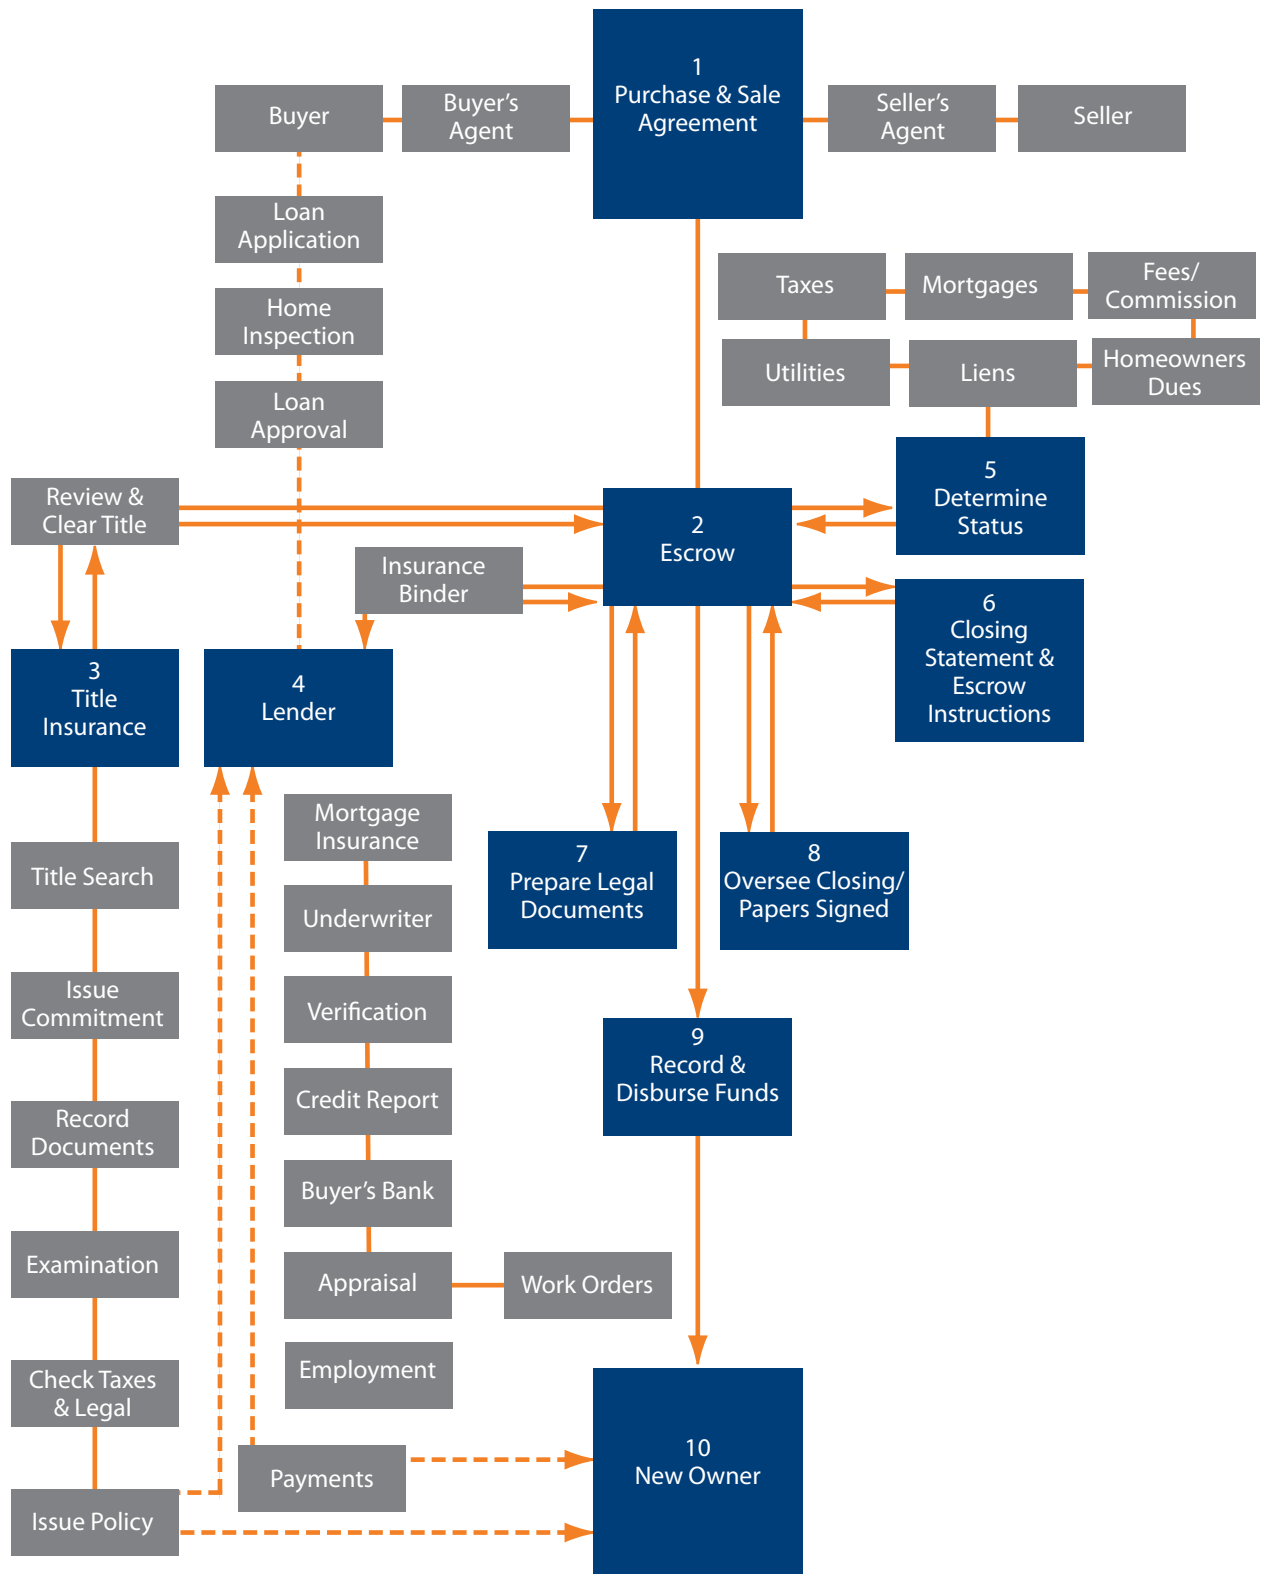 1
Purchase & Sale
Agreement
Buyer
Buyer’s
Agent
Seller’s
Agent
Seller
Loan
Application
Home
Inspection
Loan
Approval
Taxes
Mortgages
Fees/
Commission
Utilities
Liens
Homeowners
Dues
Review &
Clear Title
2
Escrow
5
Determine
Status
Insurance
Binder
6
Closing
Statement &
Escrow
Instructions
3
Title
Insurance
4
Lender
Mortgage
Insurance
7
Prepare Legal
Documents
8
Oversee Closing/
Papers Signed
Title Search
Underwriter
Issue
Commitment
Verification
9
Record &
Disburse Funds
Credit Report
Record
Documents
Buyer’s Bank
Examination
Appraisal
Work Orders
Check Taxes
& Legal
Employment
Payments
10
New Owner
Issue Policy